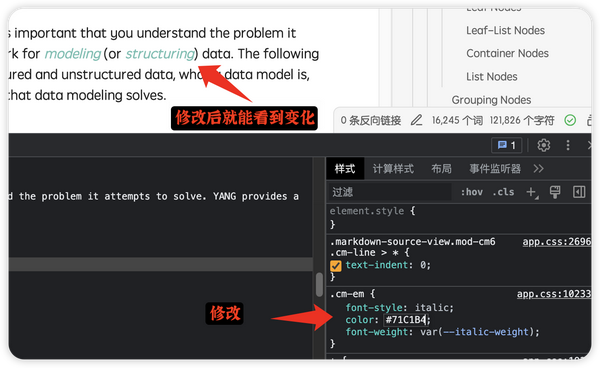 Leaf Nodes
s important that you understand the problem it
Leaf-List Nodes
rk for modeling (or structuring) data. The following
Container Nodes
ured and unstructured data, what a data model is,
List Nodes
that data modeling solves.
Grouping Nodes
修改后就能看到变化
0 条反向链接 16,245 个词 121,826 个字符
1
样式 计算样式 布局 事件监听器
过滤 :hov .cls
element.style {
}
d the problem it attempts to solve. YANG provides a
.markdown-source-view.mod-cm6 app.css:2696
.cm-line > * {
text-indent: 0;
}
.cm-em { app.css:10233
font-style: italic;
修改
color: #71C1B4;
font-weight: var(--italic-weight);
}